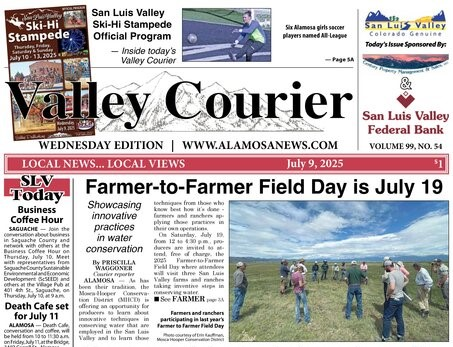 San Luis Valley
Ski-Hi
Stampede
Thursday, Friday,
Saturday & Sunday
July 10 - 13, 2025
San Luis Valley
Ski-Hi Stampede
Official Program
— Inside today's
Valley Courier
Six Alamosa girls soccer
players named All-League
— Page 5A
San Luis Valley
Colorado Genuine
Today's Issue Sponsored By:
&
San Luis Valley
Federal Bank
Valley Courier
WEDNESDAY EDITION | WWW.ALAMOSANEWS.COM
VOLUME 99, NO. 54
LOCAL NEWS... LOCAL VIEWS
July 9, 2025
$1
SLV
Today
Business
Coffee Hour
SAGUACHE — Join the
conversation about business
in Saguache County and
network with others at the
Business Coffee Hour on
Thursday, July 10. Meet
with representatives from
Saguache County Sustainable
Environment and Economic
Development (ScSEED) and
others at the Village Pub at
401 4th St., Saguache, on
Thursday, July 10, at 9 a.m.
Death Cafe set
for July 11
ALAMOSA — Death Cafe,
conversation and coffee, will
be held from 10 to 11:30 a.m.
on Friday, July 11, at the Bridge,
Farmer-to-Farmer Field Day is July 19
Showcasing
innovative
practices
in water
conservation
By PRISCILLA
WAGGONER
Courier reporter
ALAMOSA — As has
been their tradition, the
Mosca-Hooper Conserva-
tion District (MHCD) is
offering an opportunity for
producers to learn about
innovative techniques in
conserving water that are
employed in the San Luis
Valley and to learn those
techniques from those who
know best how it's done -
farmers and ranchers ap-
plying those practices in
their own operations.
On Saturday, July 19,
from 12 to 4:30 p.m., pro-
ducers are invited to at-
tend, free of charge, the
2025 Farmer to Farmer
Field Day where attendees
will visit three San Luis
Valley farms and ranches
taking inventive steps in
conserving water.
■ See FARMER page 3A
Farmers and ranchers
participating in last year's
Farmer to Farmer Field Day
Photo courtesy of Erin Kauffman,
Mosca Hooper Conservation District